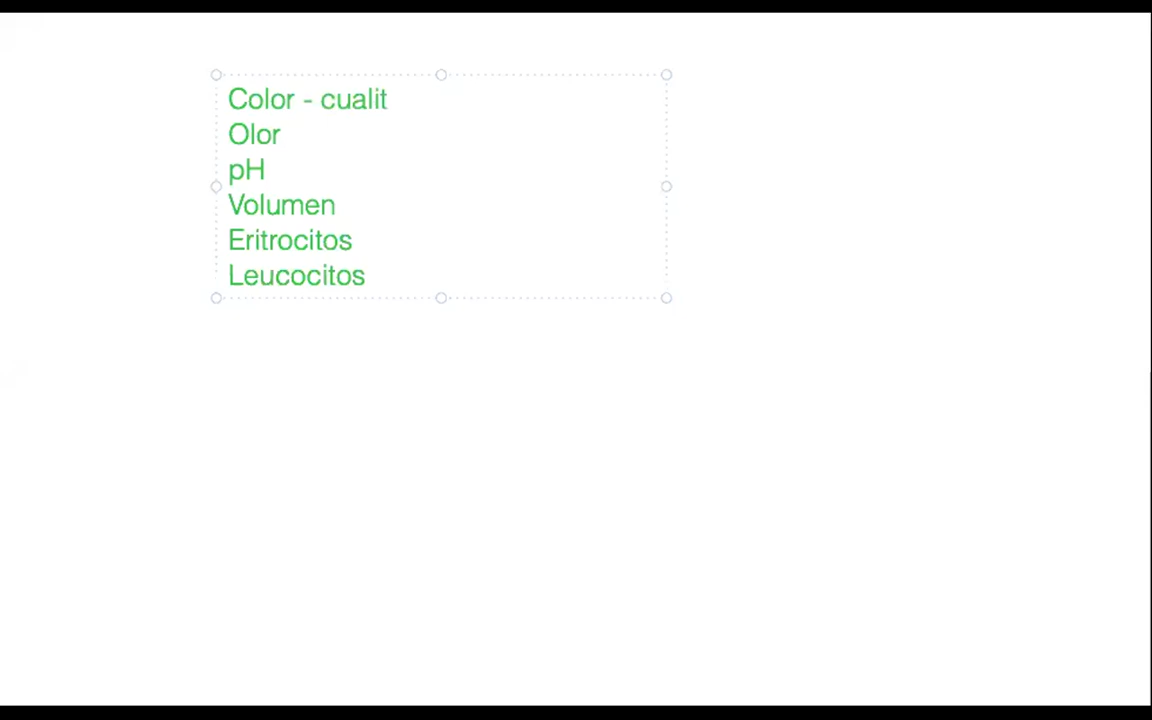 Color - cualit
Olor
pH
Volumen
Eritrocitos
Leucocitos